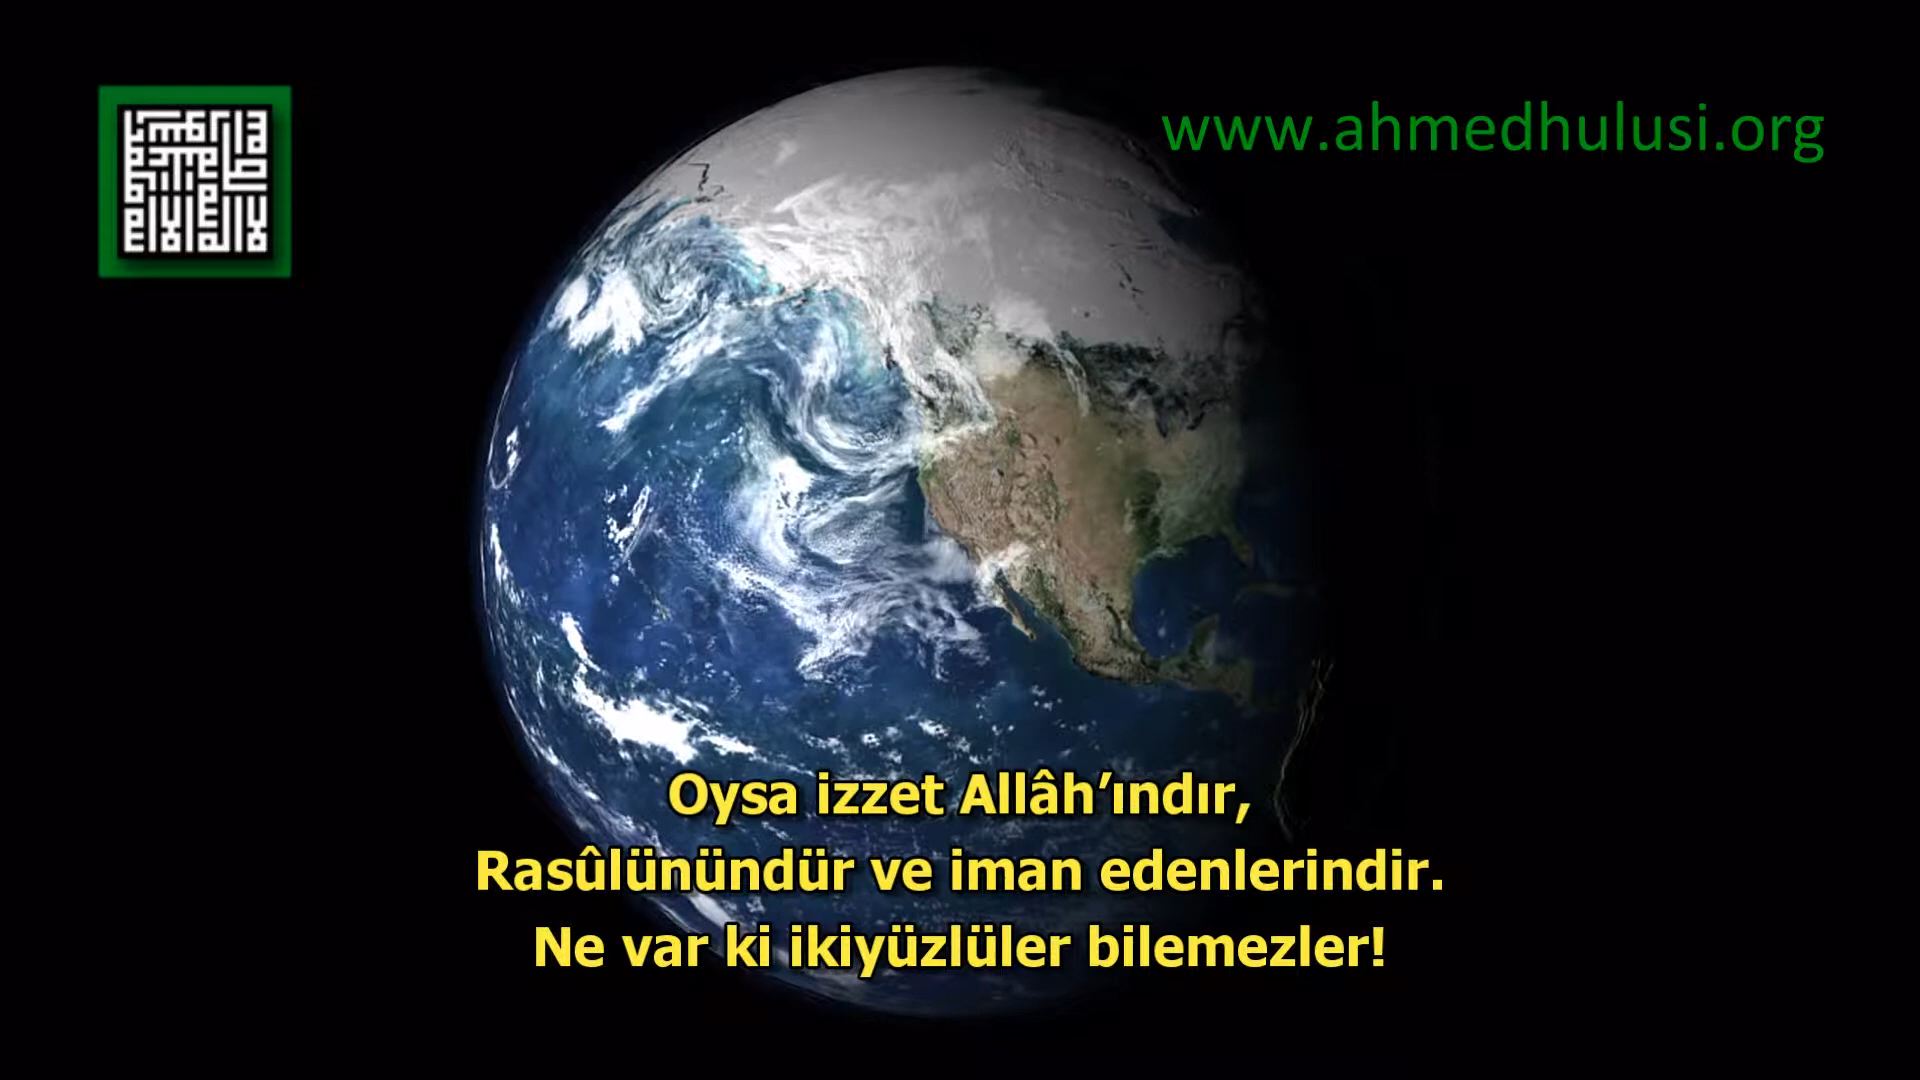 www.ahmedhulusi.org
Oysa izzet Allâh’ındır,
Rasûlünündür ve iman edenlerindir.
Ne var ki ikiyüzlüler bilemezler!